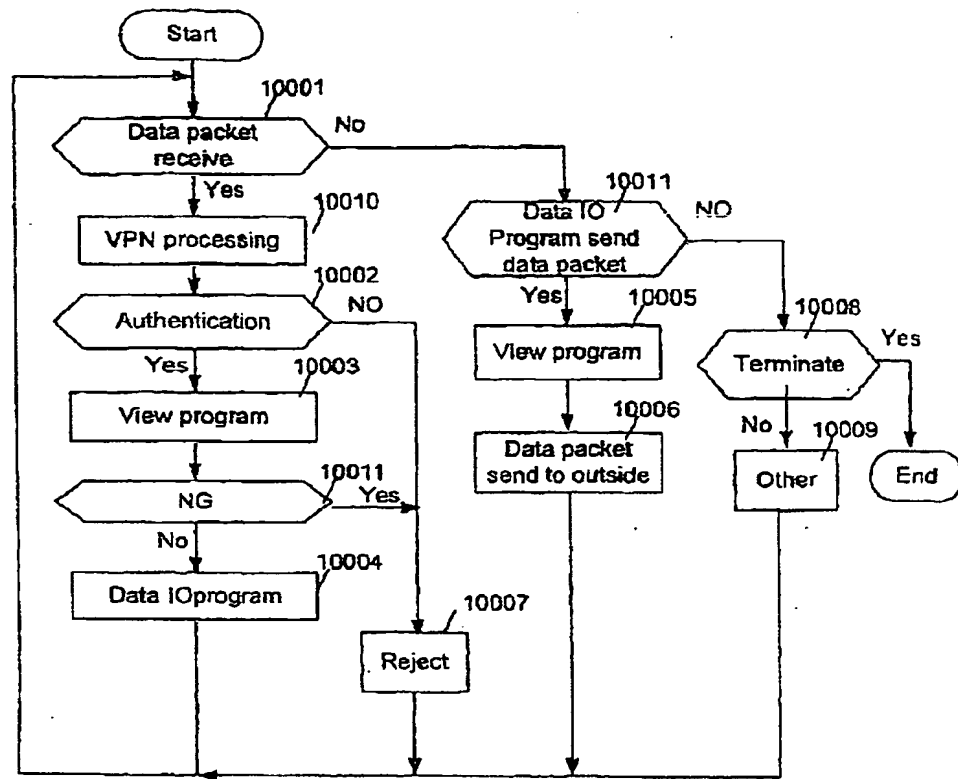 Start
10001
Data packet
receive
No
Yes
10010
VPN processing
10002
Authentication
NO
Yes
10003
View program
10011
NG
Yes
No
10004
Data IOprogram
10007
Reject
10011
Data IO
Program send
data packet
NO
Yes
10005
View program
10006
Data packet
send to outside
10008
Terminate
Yes
No
10009
Other
End